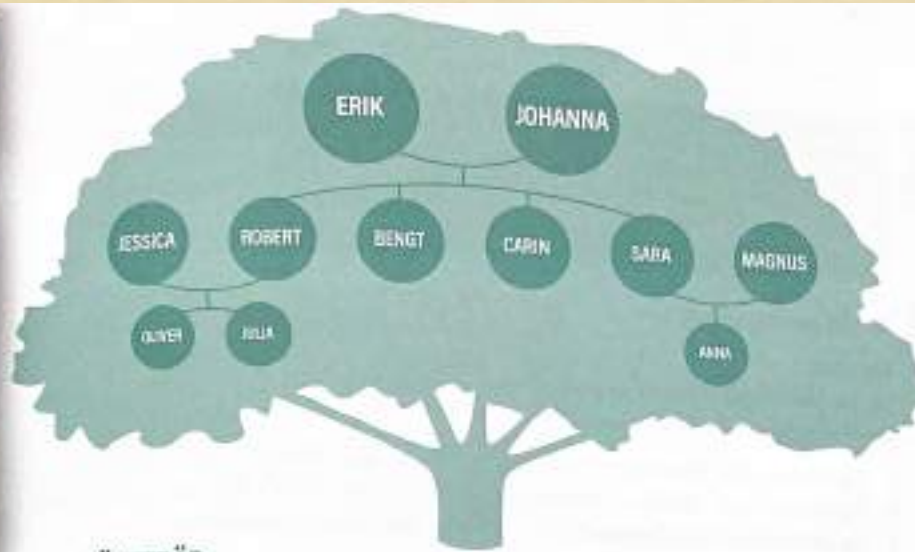 ERIK
JOHANNA
JESSICA
ROBERT
BENGT
CARIN
SARA
MAGNUS
OLIVER
JULIA
ANNA